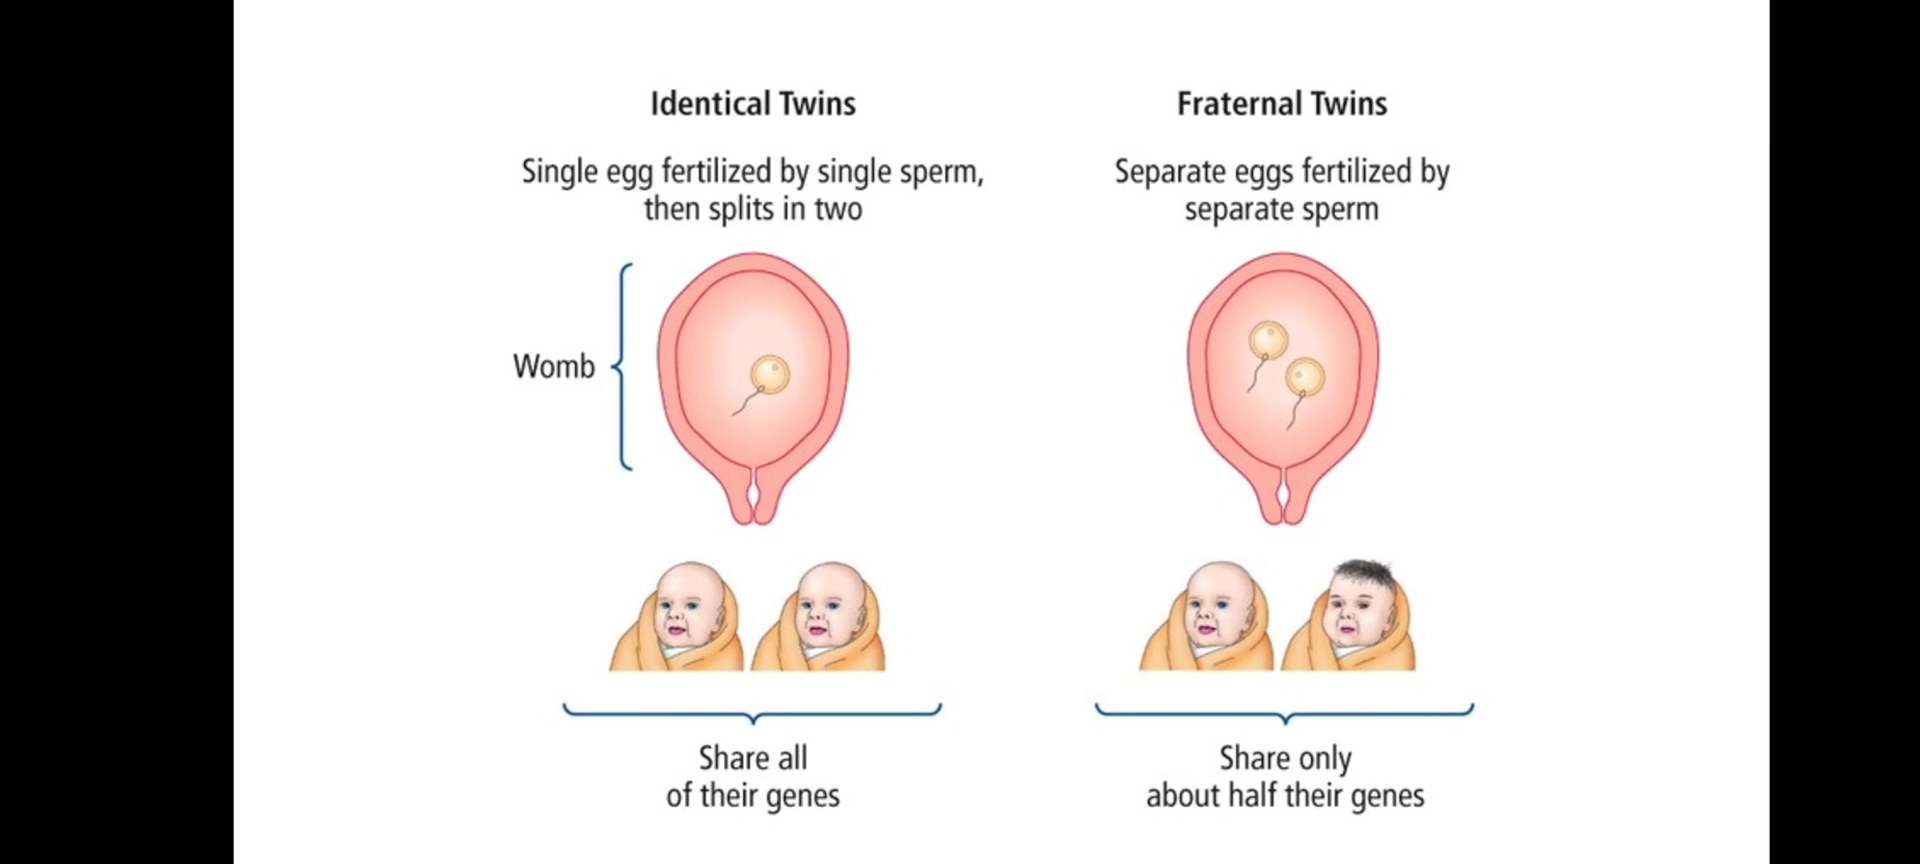 Identical Twins
Single egg fertilized by single sperm,
then splits in two
Womb
Share all
of their genes
Fraternal Twins
Separate eggs fertilized by
separate sperm
Share only
about half their genes